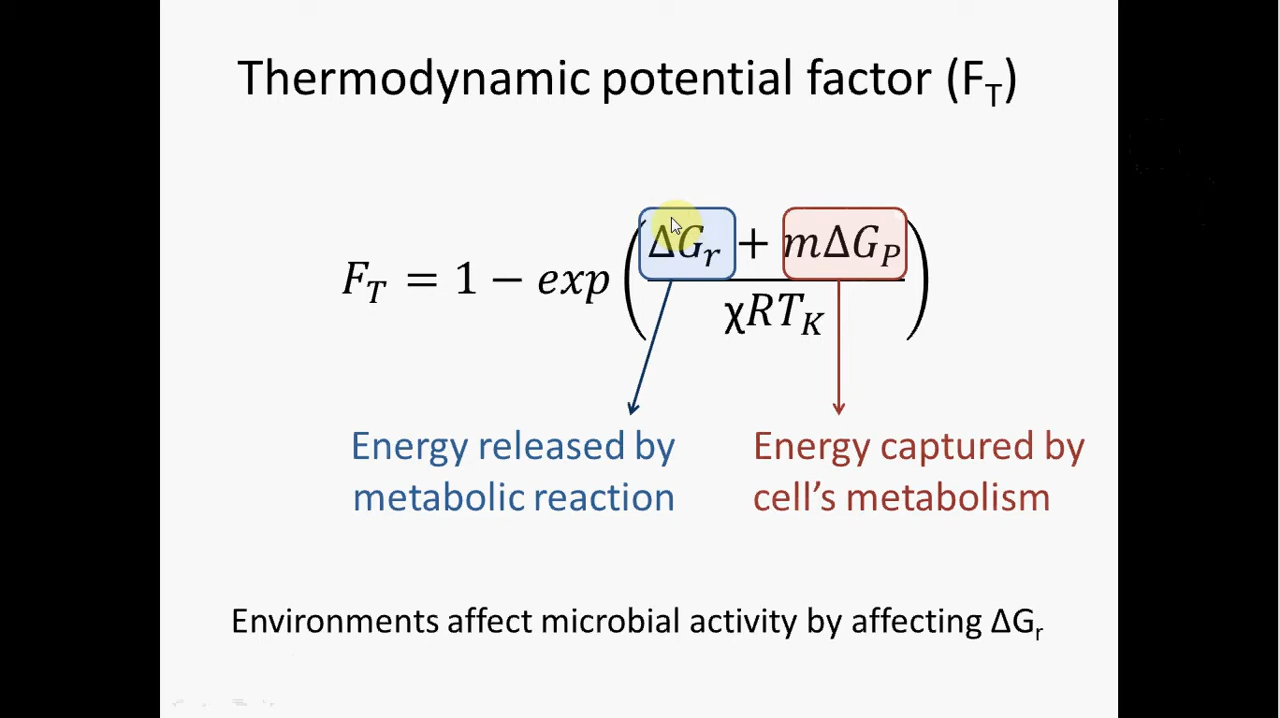 Thermodynamic potential factor (F_T)
F_T = 1 − exp((ΔG_r + mΔG_P) / (χRT_K))
Energy released by metabolic reaction
Energy captured by cell’s metabolism
Environments affect microbial activity by affecting ΔG_r